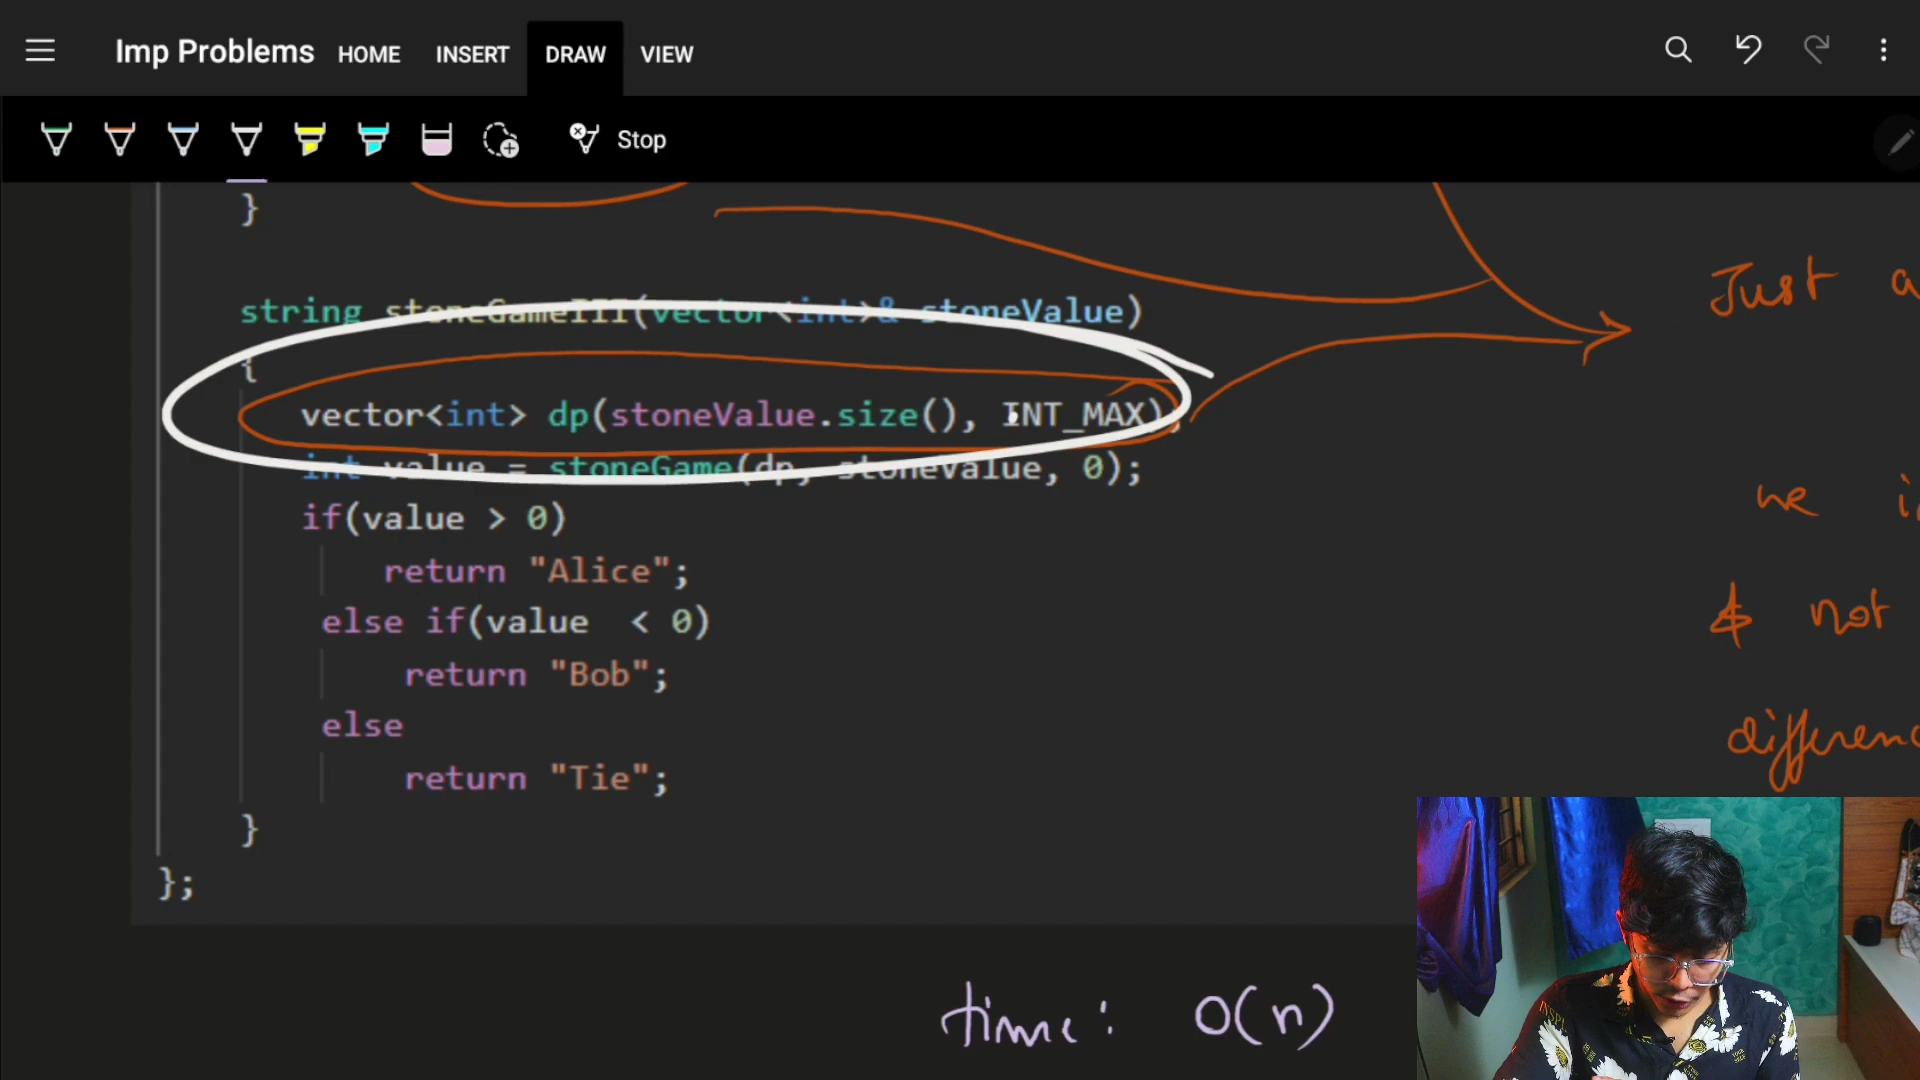 Imp Problems HOME INSERT DRAW VIEW
Stop
}
string stoneGameIII(vector<int>& stoneValue)
{
vector<int> dp(stoneValue.size(), INT_MAX);
int value = stoneGame(dp, stoneValue, 0);
if(value > 0)
return "Alice";
else if(value < 0)
return "Bob";
else
return "Tie";
}
};
Just
we
& not
time: O(n)